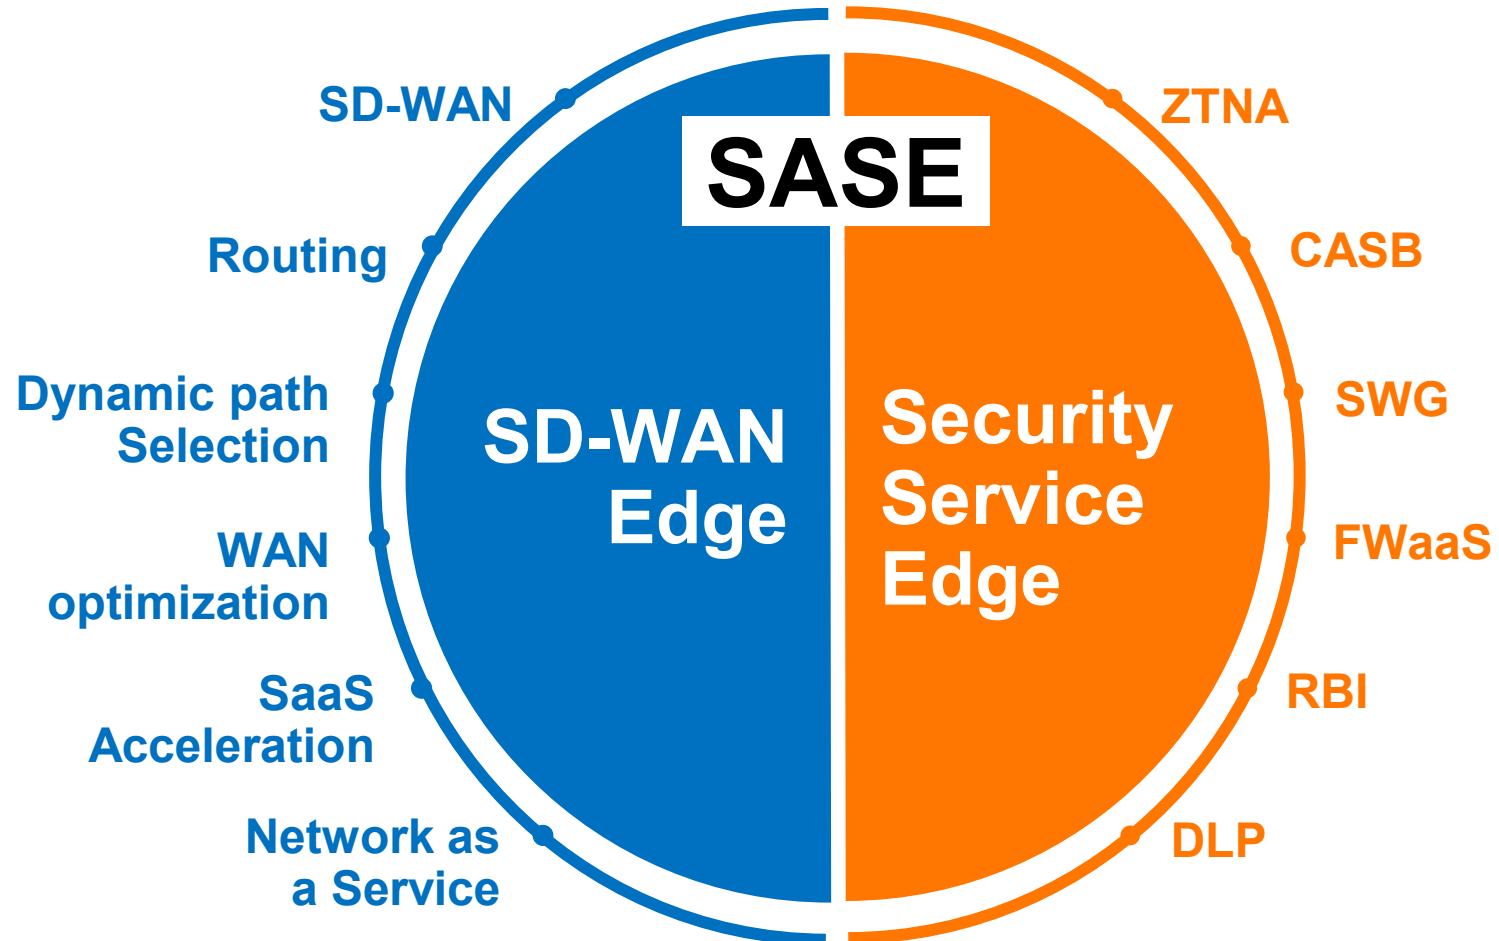 SASE
SD-WAN
Routing
Dynamic path
Selection
WAN
optimization
SaaS
Acceleration
Network as
a Service
SD-WAN
Edge
Security
Service
Edge
ZTNA
CASB
SWG
FWaaS
RBI
DLP